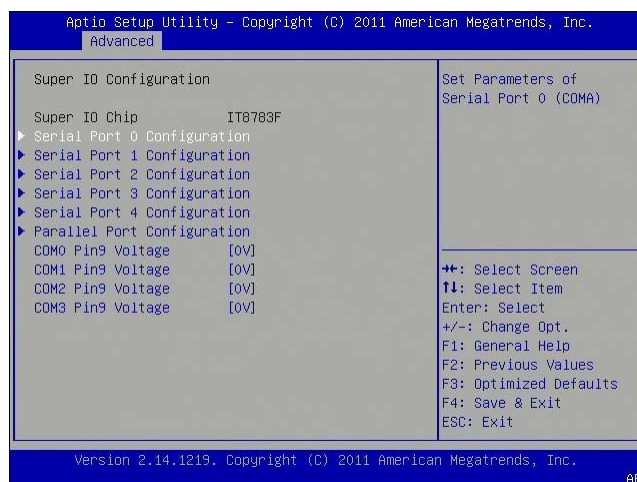 Aptio Setup Utility – Copyright (C) 2011 American Megatrends, Inc.
Advanced
Super IO Configuration
Super IO Chip IT8783F
Serial Port 0 Configuration
Serial Port 1 Configuration
Serial Port 2 Configuration
Serial Port 3 Configuration
Serial Port 4 Configuration
Parallel Port Configuration
COM0 Pin9 Voltage [0V]
COM1 Pin9 Voltage [0V]
COM2 Pin9 Voltage [0V]
COM3 Pin9 Voltage [0V]
Set Parameters of
Serial Port 0 (COMA)
→←: Select Screen
↑↓: Select Item
Enter: Select
+/-: Change Opt.
F1: General Help
F2: Previous Values
F3: Optimized Defaults
F4: Save & Exit
ESC: Exit
Version 2.14.1219. Copyright (C) 2011 American Megatrends, Inc.